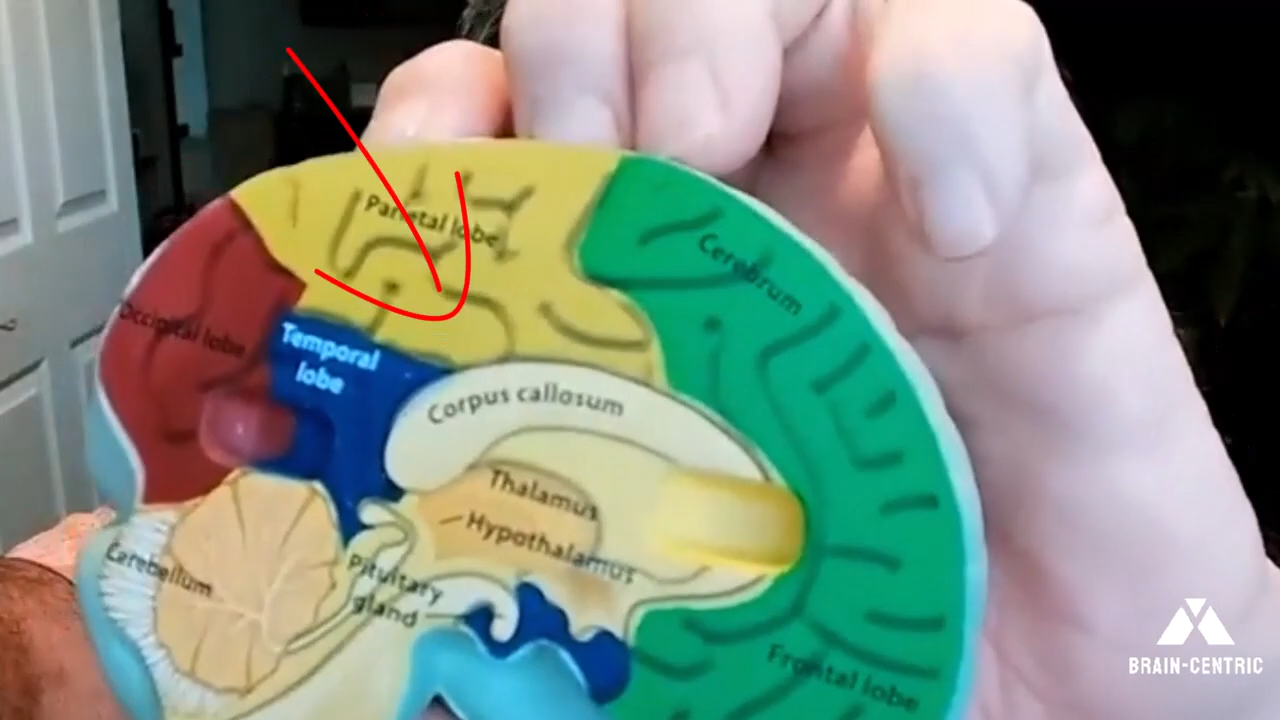 Parietal lobe
Cerebrum
Occipital lobe
Temporal
lobe
Corpus callosum
Thalamus
Hypothalamus
Cerebellum
Pituitary
gland
Frontal lobe
BRAIN-CENTRIC